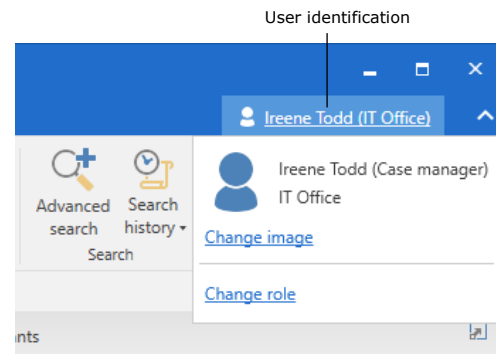 User identification
Ireene Todd (IT Office)
Ireene Todd (Case manager)
IT Office
Change image
Change role
Advanced search
Search history
Search
nts